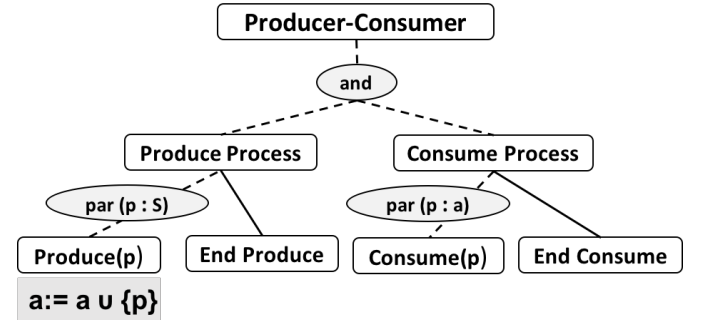 Producer-Consumer
and
Produce Process
Consume Process
par (p : S)
par (p : a)
Produce(p)
End Produce
Consume(p)
End Consume
a:= a ∪ {p}